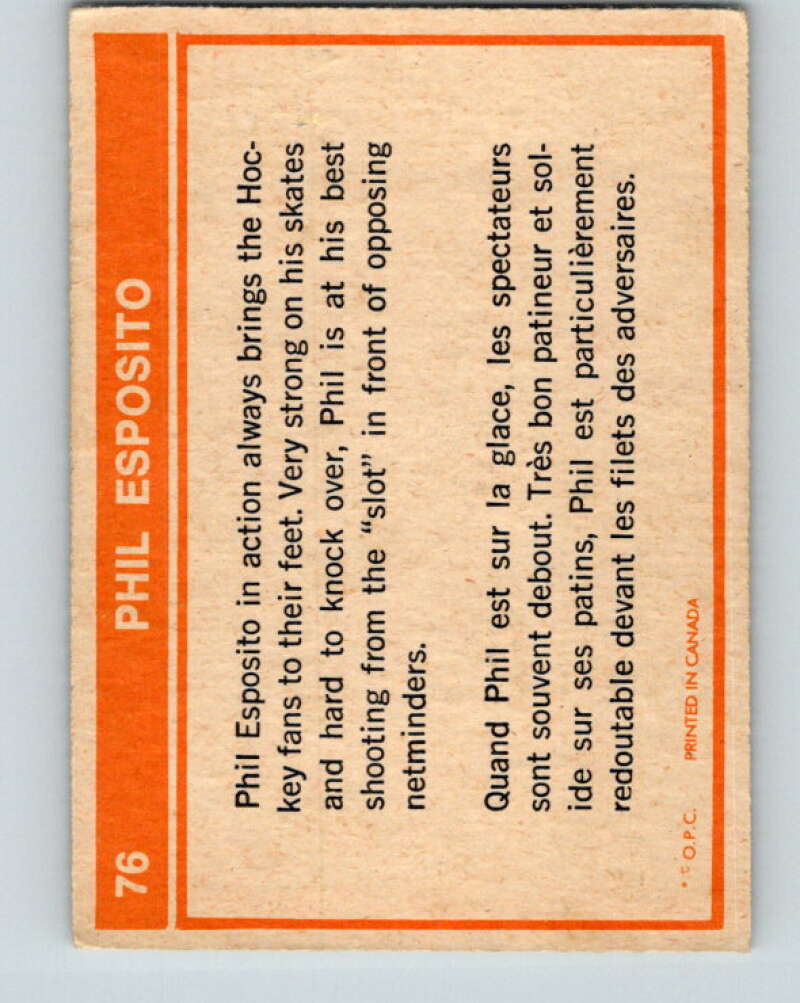 76 PHIL ESPOSITO
Phil Esposito in action always brings the Hoc-
key fans to their feet. Very strong on his skates
and hard to knock over, Phil is at his best
shooting from the “slot” in front of opposing
netminders.
Quand Phil est sur la glace, les spectateurs
sont souvent debout. Très bon patineur et sol-
ide sur ses patins, Phil est particulièrement
redoutable devant les filets des adversaires.
* © O.P.C. PRINTED IN CANADA